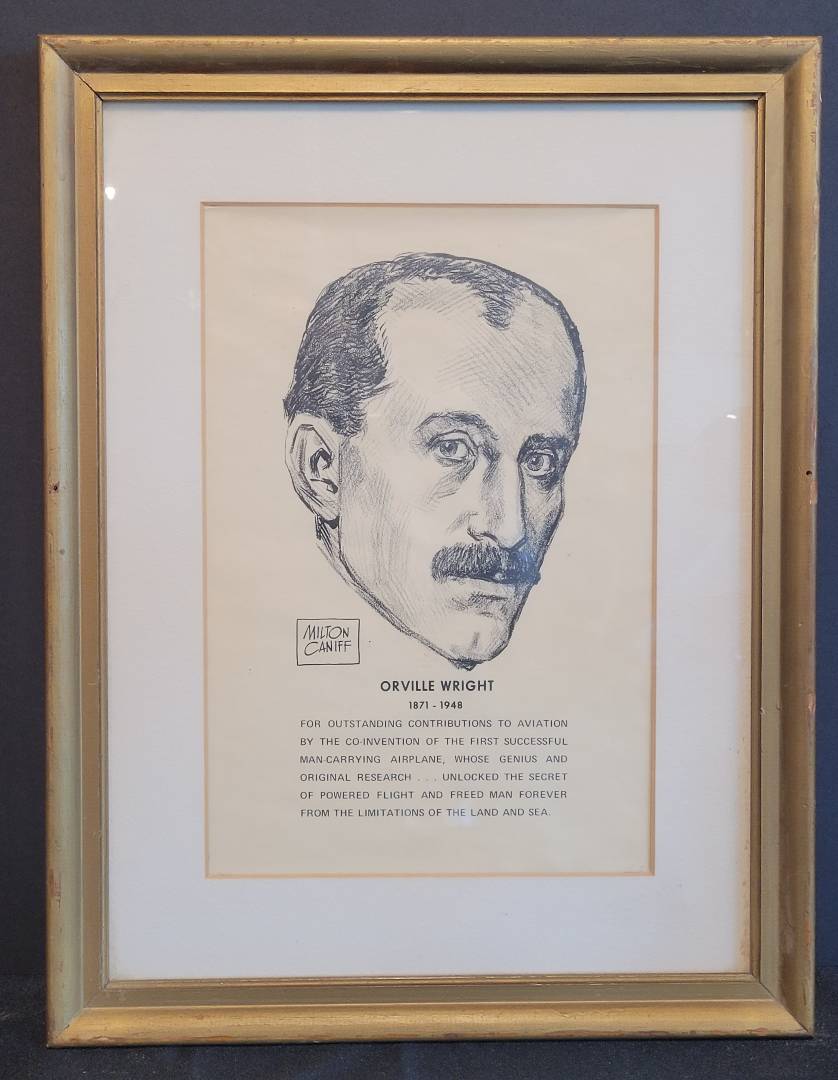 MILTON
CANIFF
ORVILLE WRIGHT
1871 - 1948
FOR OUTSTANDING CONTRIBUTIONS TO AVIATION
BY THE CO-INVENTION OF THE FIRST SUCCESSFUL
MAN-CARRYING AIRPLANE, WHOSE GENIUS AND
ORIGINAL RESEARCH . . . UNLOCKED THE SECRET
OF POWERED FLIGHT AND FREED MAN FOREVER
FROM THE LIMITATIONS OF THE LAND AND SEA.